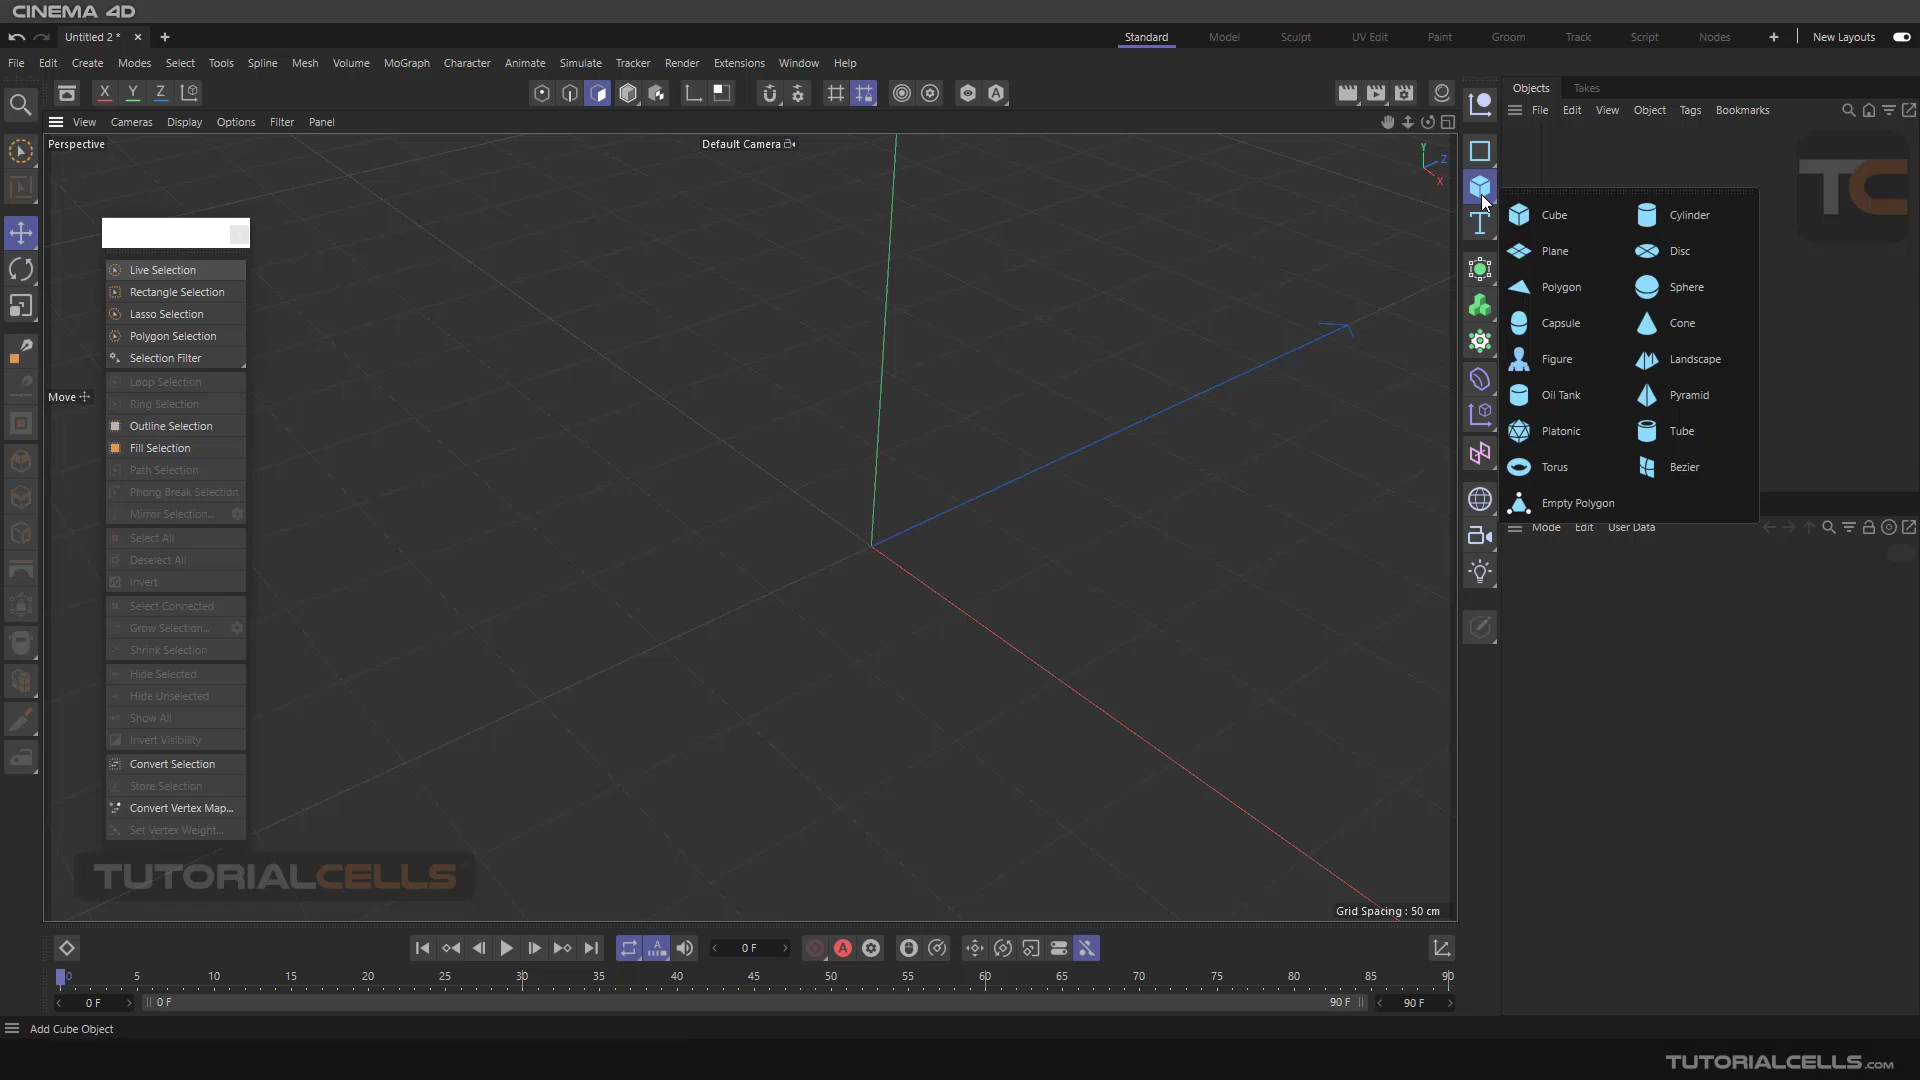 CINEMA 4D
Untitled 2 *
Standard
Model
Sculpt
UV Edit
Paint
Groom
Track
Script
Nodes
New Layouts
File Edit Create Modes Select Tools Spline Mesh Volume MoGraph Character Animate Simulate Tracker Render Extensions Window Help
X Y Z
Objects Takes
File Edit View Object Tags Bookmarks
View Cameras Display Options Filter Panel
Perspective
Default Camera
Y
Z
X
TC
Cube
Cylinder
Plane
Disc
Polygon
Sphere
Capsule
Cone
Figure
Landscape
Oil Tank
Pyramid
Platonic
Tube
Torus
Bezier
Empty Polygon
Mode Edit User Data
Live Selection
Rectangle Selection
Lasso Selection
Polygon Selection
Selection Filter
Loop Selection
Move
Ring Selection
Outline Selection
Fill Selection
Path Selection
Phong Break Selection
Mirror Selection...
Select All
Deselect All
Invert
Select Connected
Grow Selection...
Shrink Selection
Hide Selected
Hide Unselected
Show All
Invert Visibility
Convert Selection
Store Selection
Convert Vertex Map...
Set Vertex Weight...
TUTORIALCELLS
Grid Spacing : 50 cm
0 F
0 5 10 15 20 25 30 35 40 45 50 55 60 65 70 75 80 85 90
0 F
0 F
90 F
90 F
Add Cube Object
TUTORIALCELLS.com